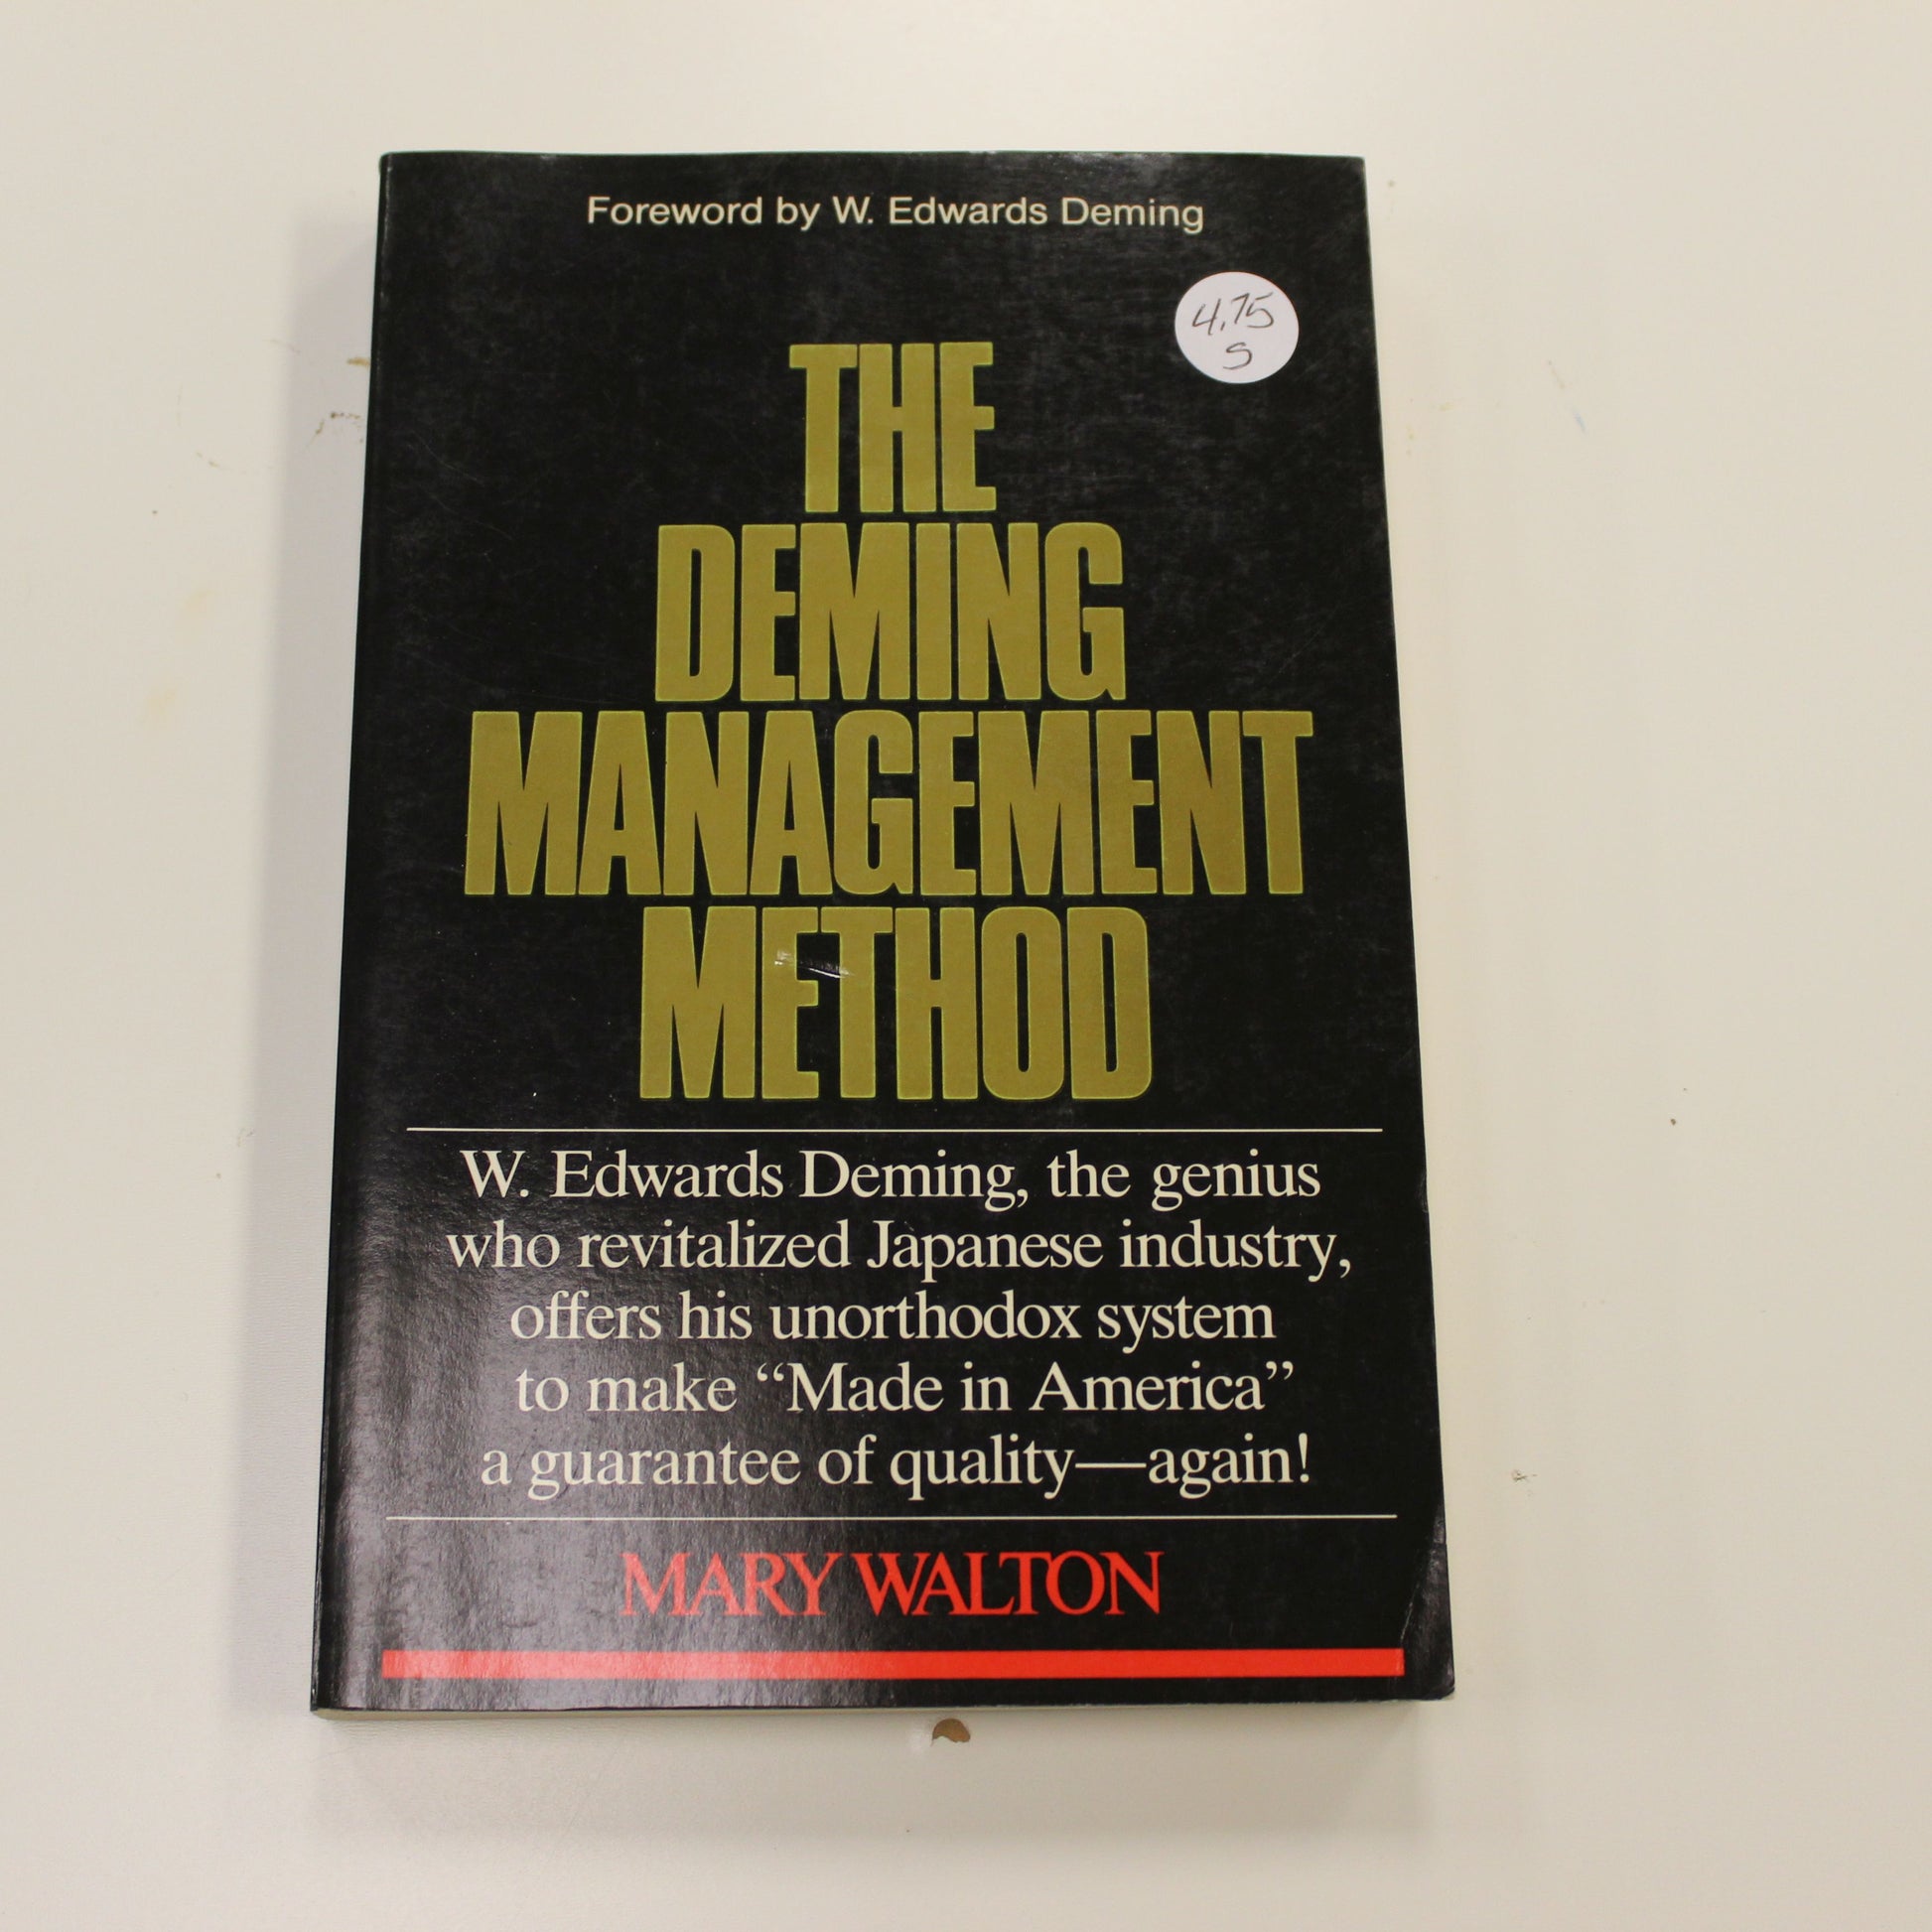 Foreword by W. Edwards Deming
4.75
S
THE
DEMING
MANAGEMENT
METHOD
W. Edwards Deming, the genius
who revitalized Japanese industry,
offers his unorthodox system
to make “Made in America”
a guarantee of quality—again!
MARY WALTON